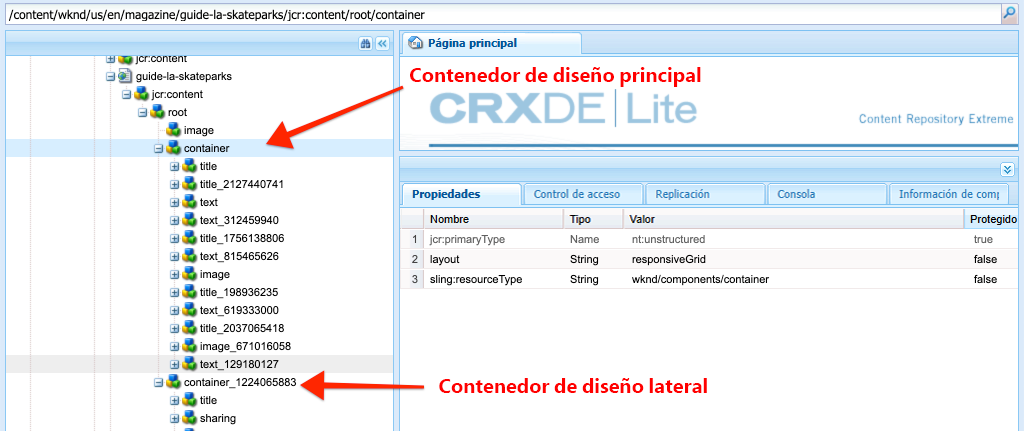 /content/wknd/us/en/magazine/guide-la-skateparks/jcr:content/root/container
jcr:content
guide-la-skateparks
jcr:content
root
image
container
title
title_2127440741
text
text_312459940
title_1756138806
text_815465626
image
title_198936235
text_619333000
title_2037065418
image_671016058
text_129180127
container_1224065883
title
sharing
Página principal
Contenedor de diseño principal
CRXDE Lite
Content Repository Extreme
Propiedades Control de acceso Replicación Consola Información de comp
Nombre Tipo Valor Protegido
1 jcr:primaryType Name nt:unstructured true
2 layout String responsiveGrid false
3 sling:resourceType String wknd/components/container false
Contenedor de diseño lateral